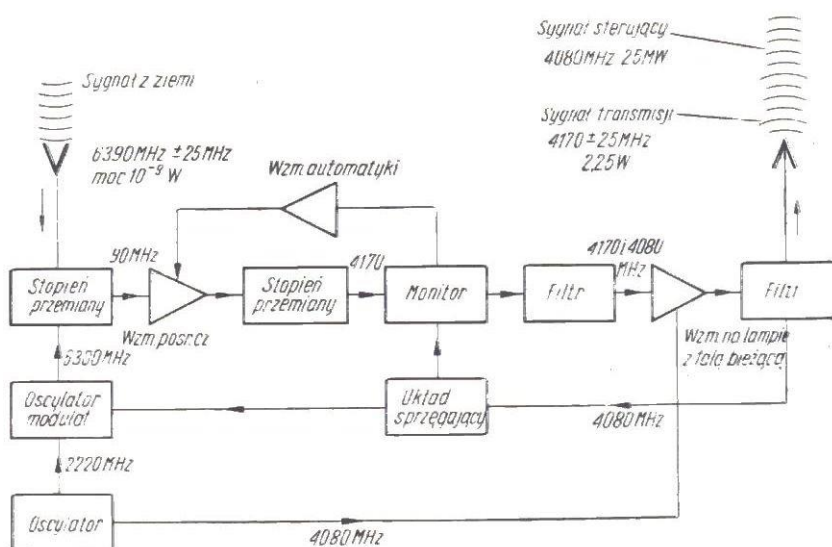 Sygnał sterujący
4080MHz 25MW
Sygnał z ziemi
Sygnał transmisji
4170 ± 25MHz
2,25W
6390MHz ±25MHz
moc 10⁻⁹ W
Wzm. automatyki
90MHz
4170
4170 i 4080
MHz
Stopień
przemiany
Wzm. pośr. cz
Stopień
przemiany
Monitor
Filtr
Wzm. na lampie
z falą bieżącą
Filtr
6300MHz
Oscylator
modulat
Układ
sprzęgający
4080MHz
2220MHz
Oscylator
4080MHz